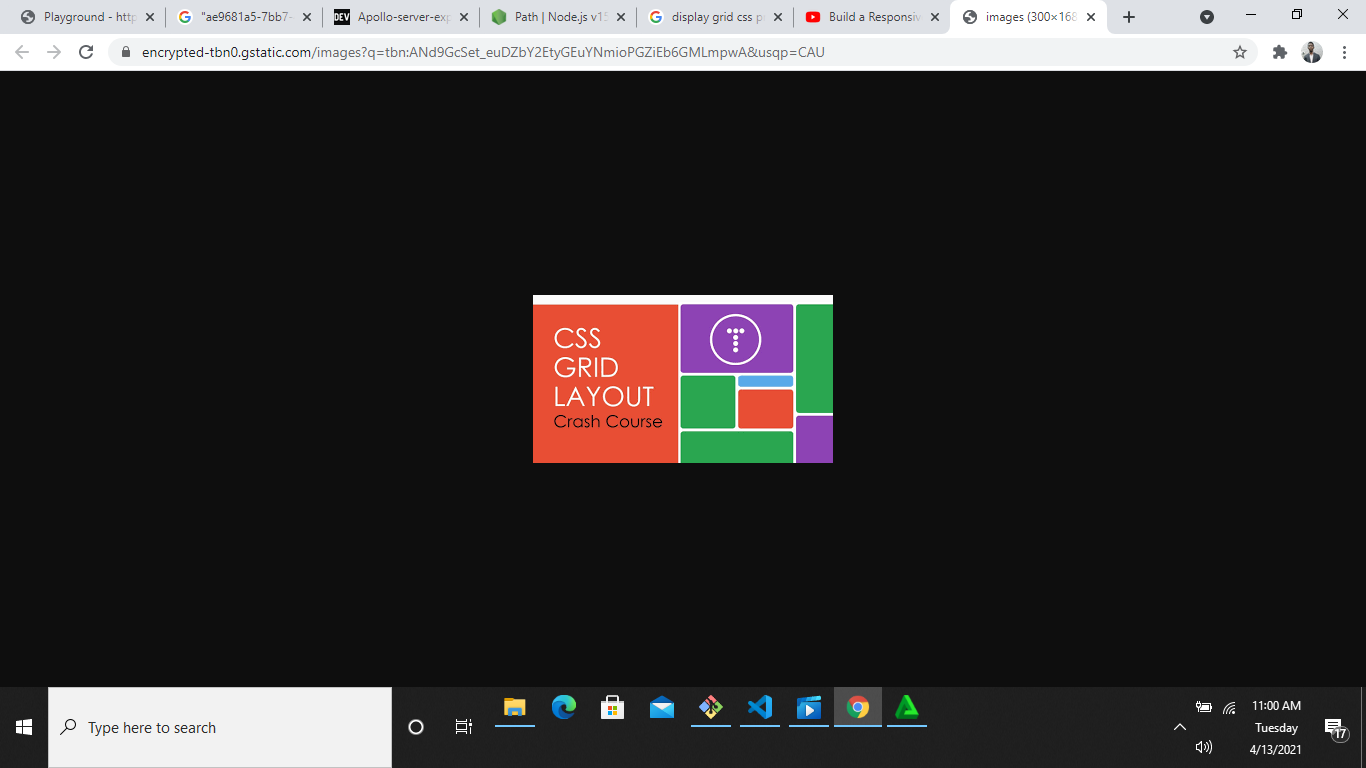 Playground - http
"ae9681a5-7bb7-
DEV
Apollo-server-exp
Path | Node.js v15
display grid css p
Build a Responsiv
images (300×168
encrypted-tbn0.gstatic.com/images?q=tbn:ANd9GcSet_euDZbY2EtyGEuYNmioPGZiEb6GMLmpwA&usqp=CAU
CSS
GRID
LAYOUT
Crash Course
Type here to search
11:00 AM
Tuesday
4/13/2021
17